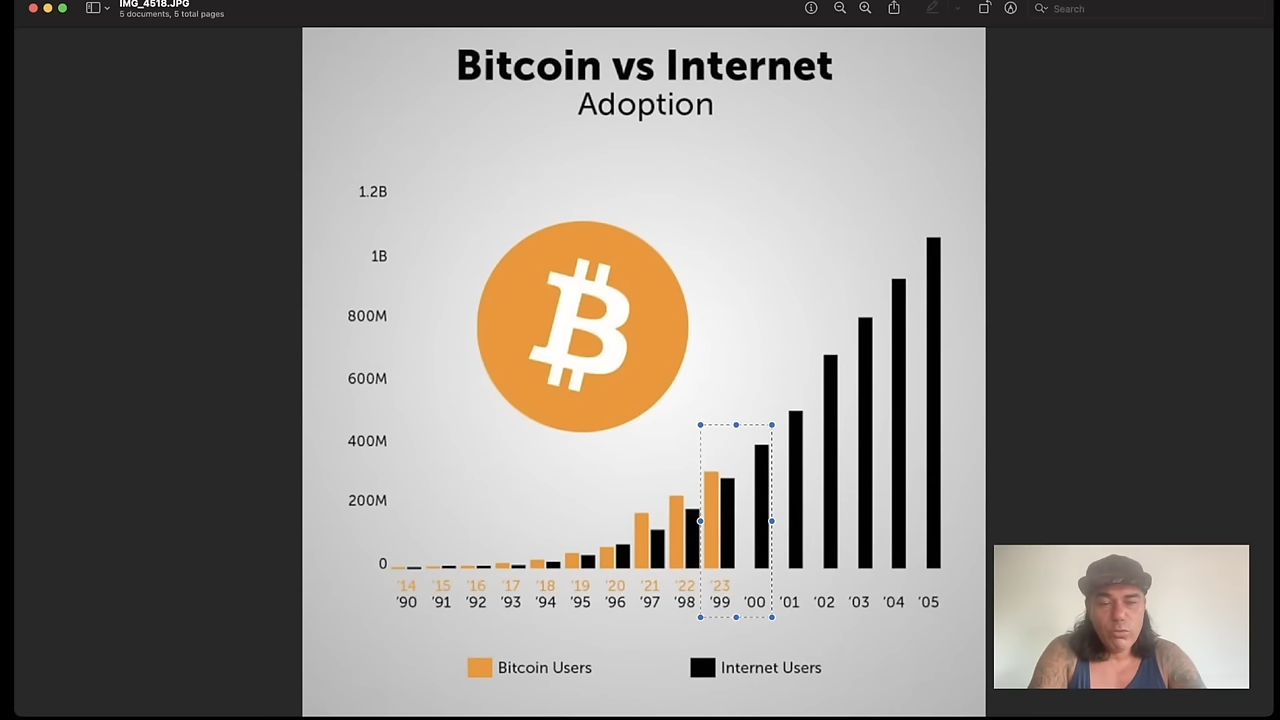 IMG_4518.JPG
5 documents, 5 total pages
Search
Bitcoin vs Internet
Adoption
1.2B
1B
800M
600M
400M
200M
0
'14 '15 '16 '17 '18 '19 '20 '21 '22 '23
'90 '91 '92 '93 '94 '95 '96 '97 '98 '99 '00 '01 '02 '03 '04 '05
Bitcoin Users Internet Users